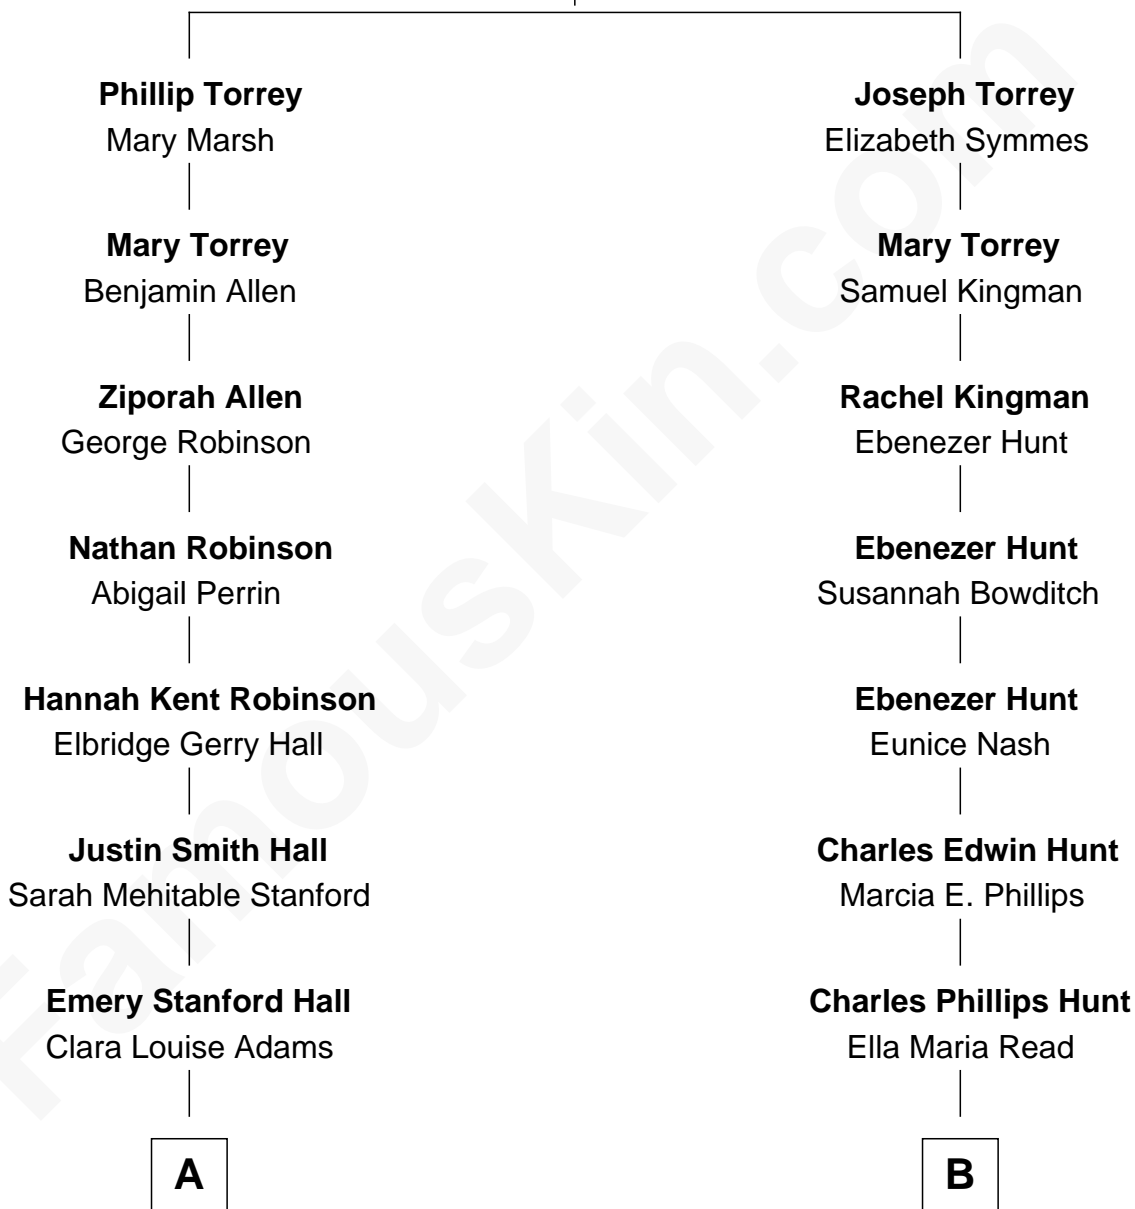 Phillip Torrey
Mary Marsh
Joseph Torrey
Elizabeth Symmes
Mary Torrey
Benjamin Allen
Mary Torrey
Samuel Kingman
Ziporah Allen
George Robinson
Rachel Kingman
Ebenezer Hunt
Nathan Robinson
Abigail Perrin
Ebenezer Hunt
Susannah Bowditch
Hannah Kent Robinson
Elbridge Gerry Hall
Ebenezer Hunt
Eunice Nash
Justin Smith Hall
Sarah Mehitable Stanford
Charles Edwin Hunt
Marcia E. Phillips
Emery Stanford Hall
Clara Louise Adams
Charles Phillips Hunt
Ella Maria Read
A
B
FamousKin.com